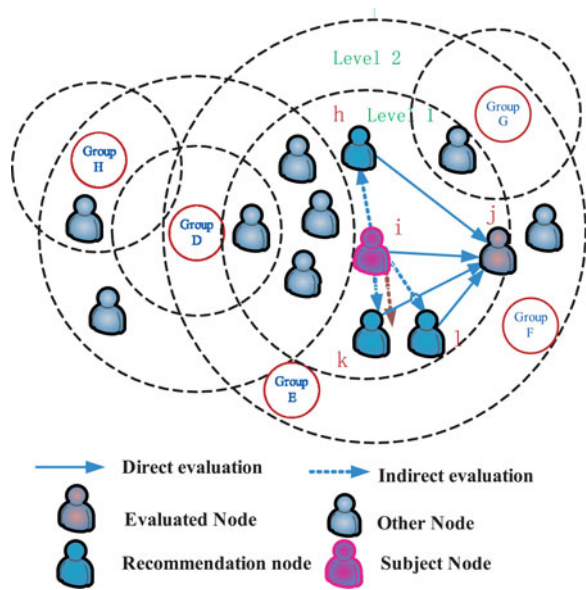 Level 2
Level 1
h
Group
G
Group
H
i
j
Group
D
Group
F
k
l
Group
E
Direct evaluation
Indirect evaluation
Evaluated Node
Other Node
Recommendation node
Subject Node